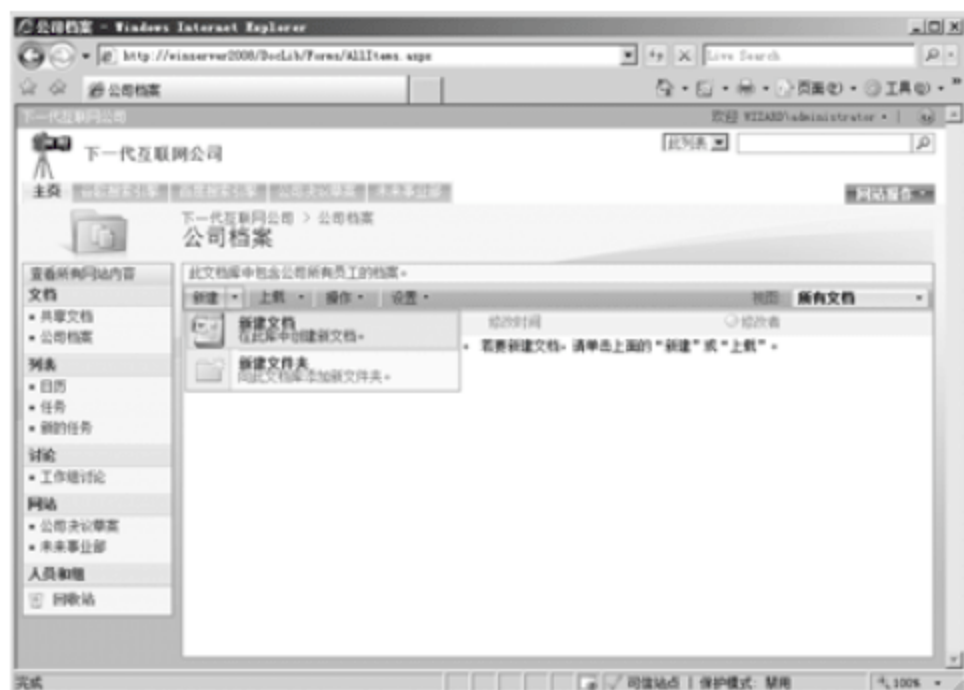 公司档案 - Windows Internet Explorer
http://winserver2008/DocLib/Forms/AllItems.aspx
Live Search
公司档案
页面(P)
工具(O)
下一代互联网公司
欢迎 WIZARD\administrator
下一代互联网公司
此列表
主页
网站操作
下一代互联网公司 > 公司档案
公司档案
查看所有网站内容
此文档库中包含公司所有员工的档案。
文档
新建
上载
操作
设置
视图
所有文档
共享文档
公司档案
新建文档
在此库中创建新文档。
修改时间
修改者
若要新建文档，请单击上面的“新建”或“上载”。
新建文件夹
向此文档库添加新文件夹。
列表
日历
任务
讨论
工作组讨论
网站
公司决议草案
未来事业部
人员和组
回收站
完成
可信站点 | 保护模式: 禁用
100%